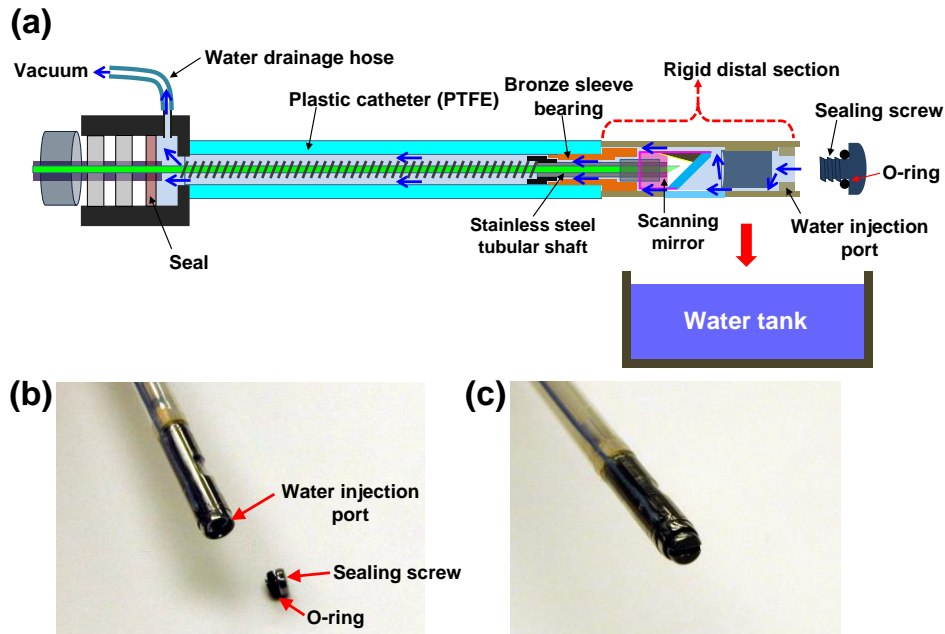 (a)
Vacuum
Water drainage hose
Plastic catheter (PTFE)
Bronze sleeve
bearing
Rigid distal section
Sealing screw
O-ring
Seal
Stainless steel
tubular shaft
Scanning
mirror
Water injection
port
Water tank
(b)
Water injection
port
Sealing screw
O-ring
(c)